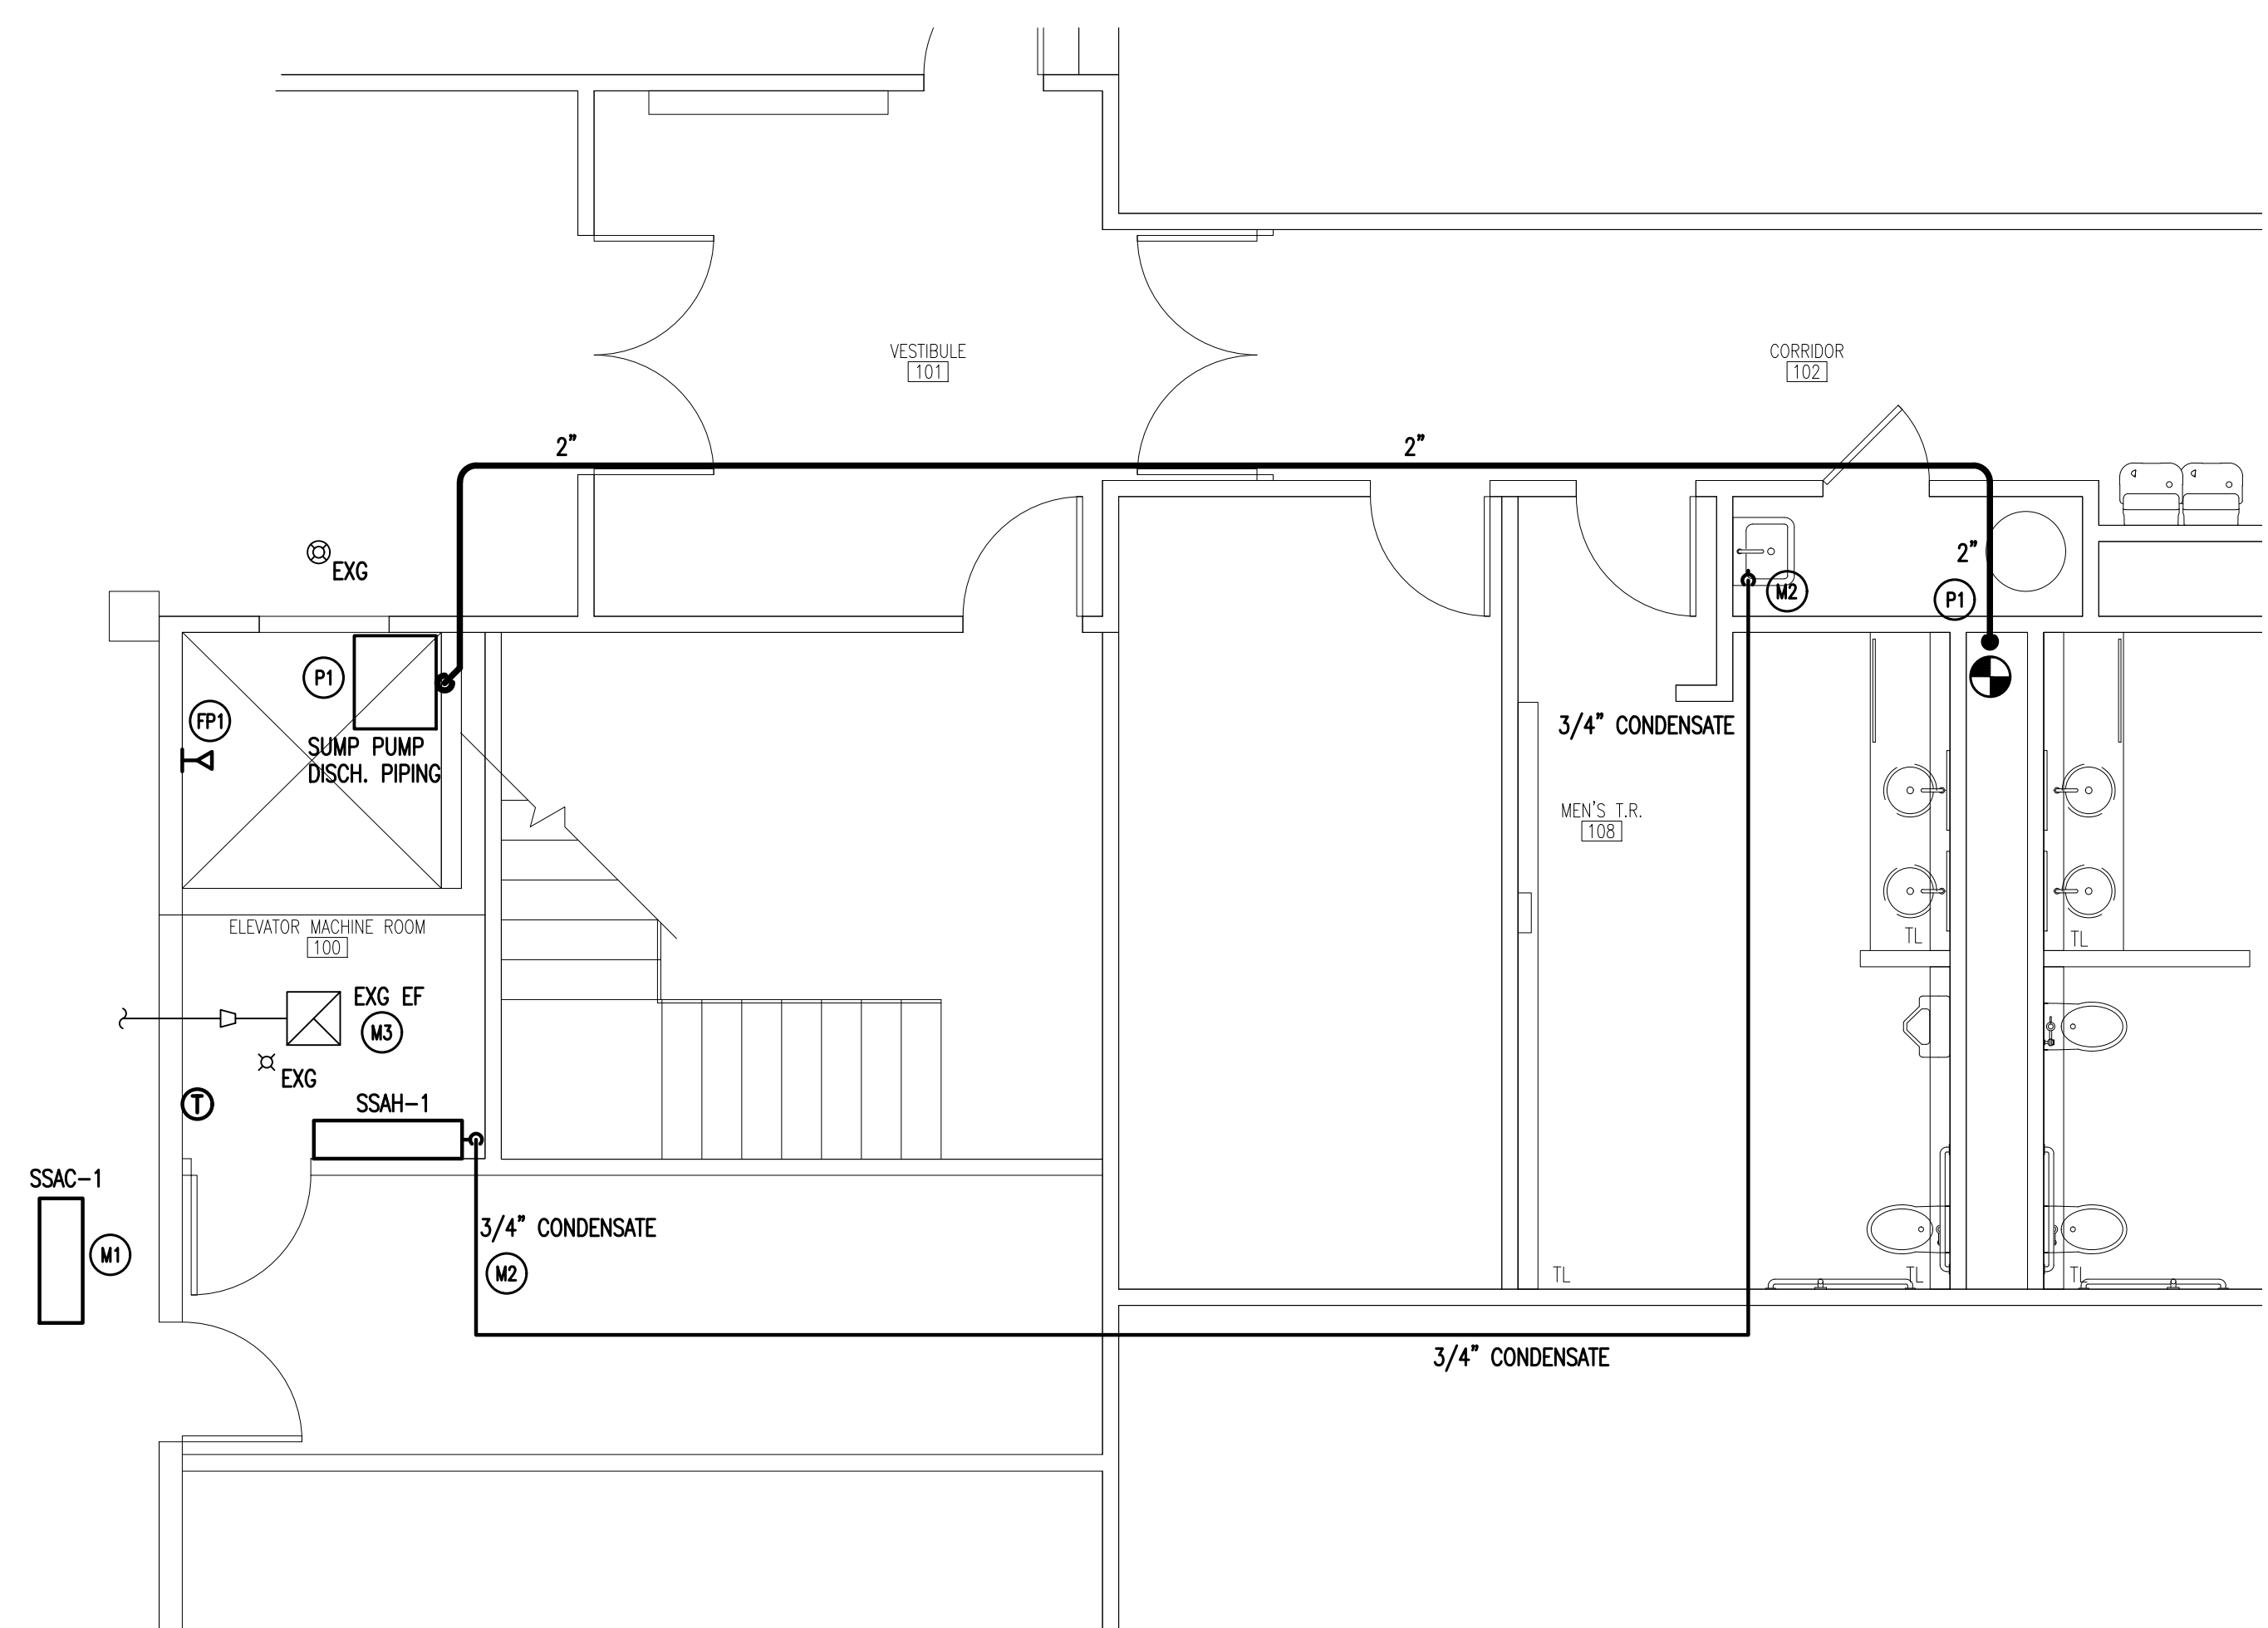 VESTIBULE
101
CORRIDOR
102
2”
2”
2”
EXG
M2
P1
P1
FP1
SUMP PUMP
DISCH. PIPING
3/4” CONDENSATE
MEN'S T.R.
108
ELEVATOR MACHINE ROOM
100
TL
TL
EXG EF
M3
EXG
T
SSAH-1
SSAC-1
M1
3/4” CONDENSATE
M2
TL
TL
TL
3/4” CONDENSATE